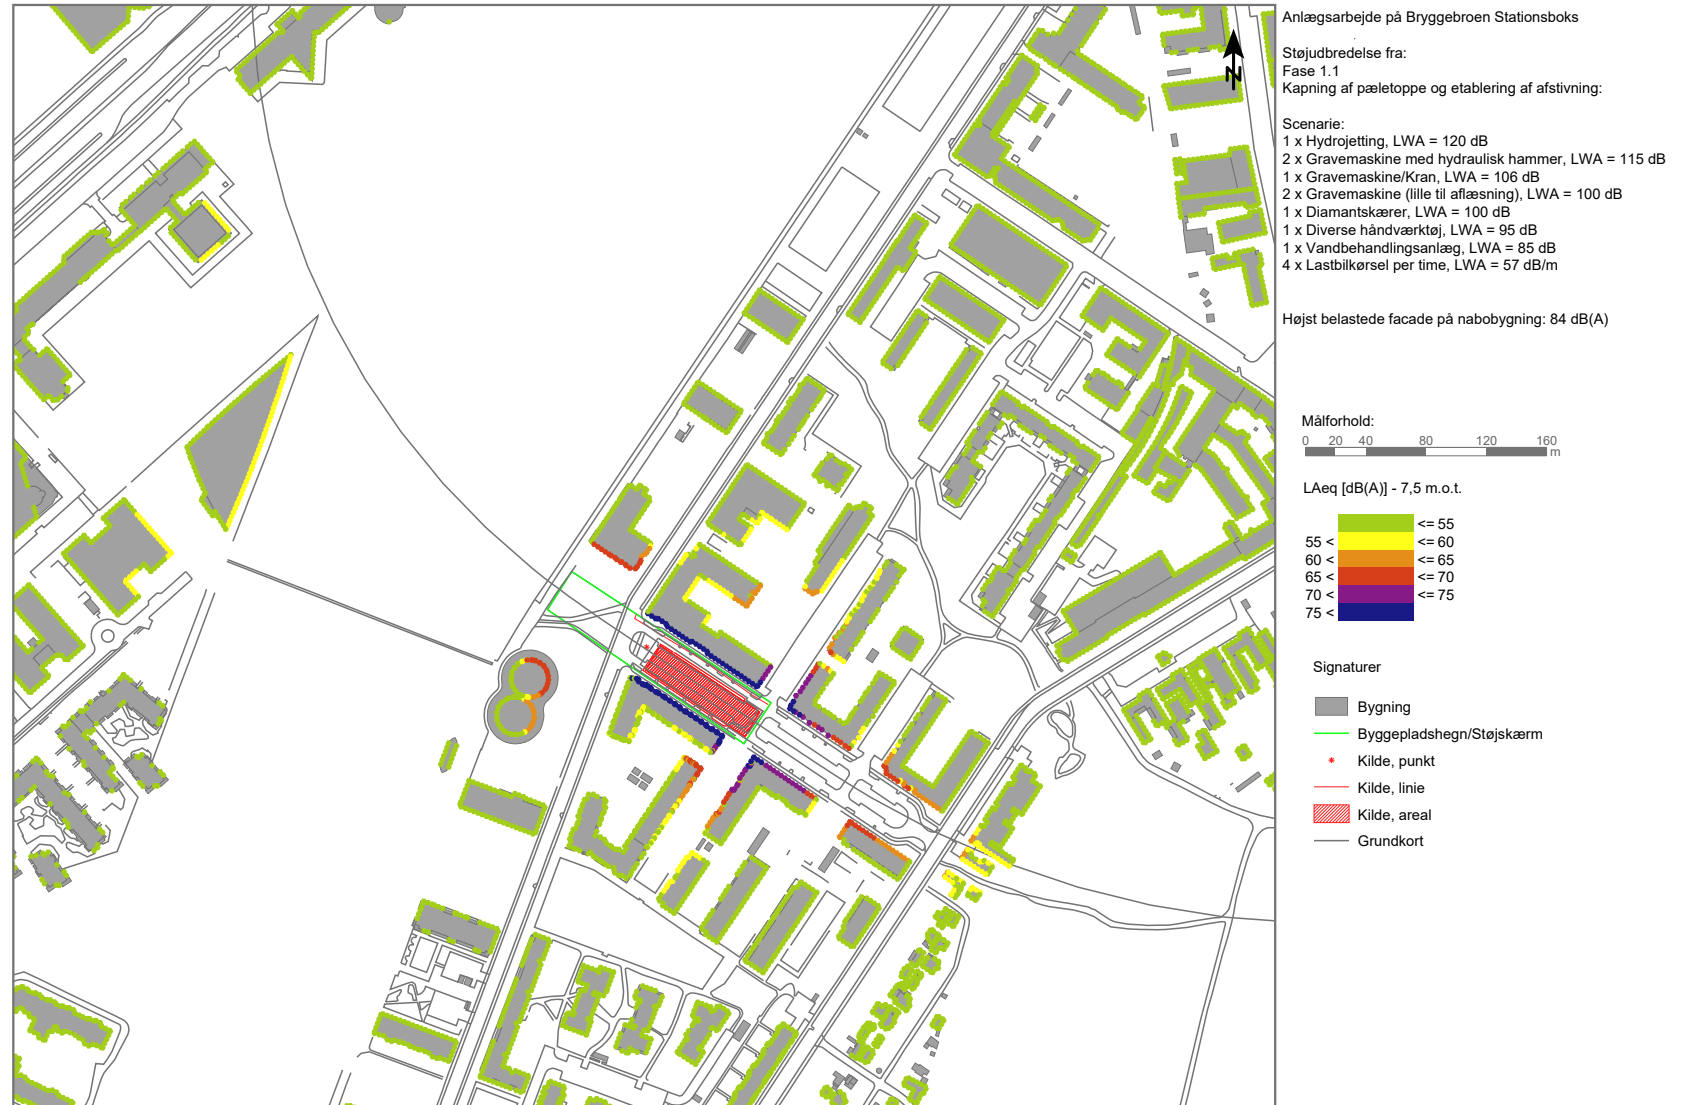 Anlægsarbejde på Bryggebroen Stationsboks
Støjudbredelse fra:
Fase 1.1
Kapning af pæletoppe og etablering af afstivning:
Scenarie:
1 x Hydrojetting, LWA = 120 dB
2 x Gravemaskine med hydraulisk hammer, LWA = 115 dB
1 x Gravemaskine/Kran, LWA = 106 dB
2 x Gravemaskine (lille til aflæsning), LWA = 100 dB
1 x Diamantskærer, LWA = 100 dB
1 x Diverse håndværktøj, LWA = 95 dB
1 x Vandbehandlingsanlæg, LWA = 85 dB
4 x Lastbilkørsel per time, LWA = 57 dB/m
Højst belastede facade på nabobygning: 84 dB(A)
N
Målforhold:
0 20 40 80 120 160
m
LAeq [dB(A)] - 7,5 m.o.t.
<= 55
55 < <= 60
60 < <= 65
65 < <= 70
70 < <= 75
75 <
Signaturer
Bygning
Byggepladshegn/Støjskærm
Kilde, punkt
Kilde, linie
Kilde, areal
Grundkort